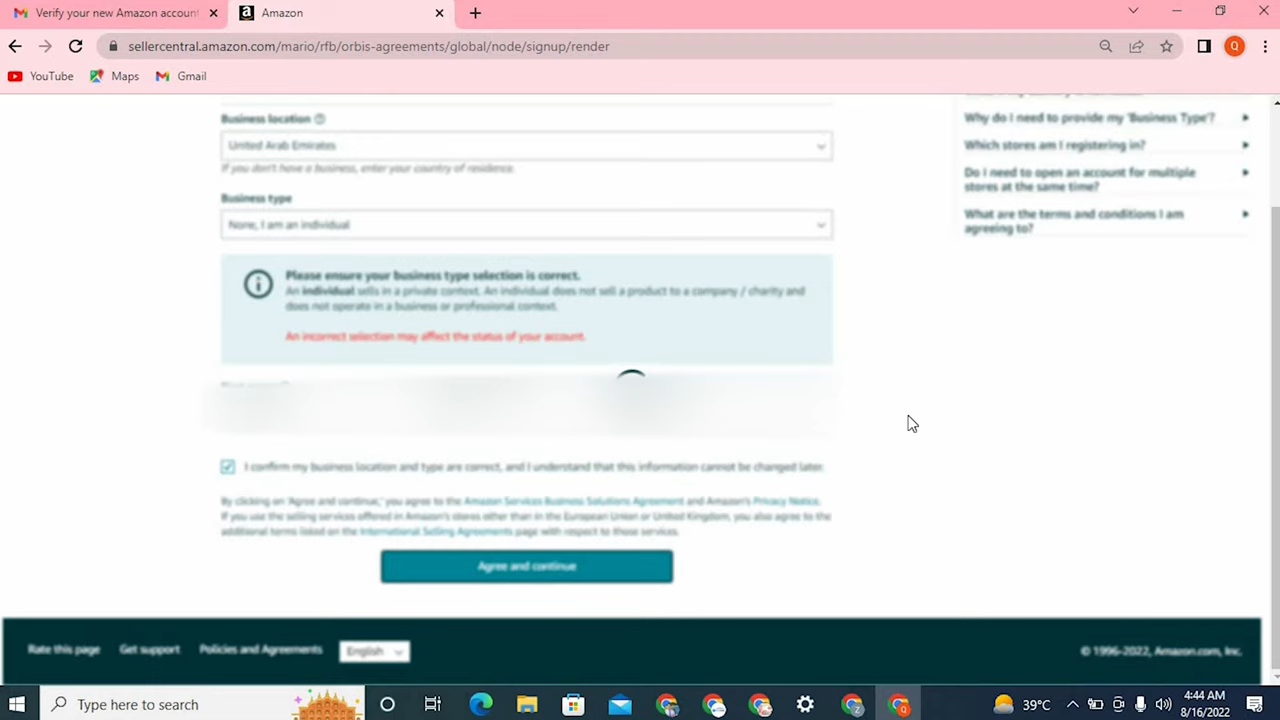 Verify your new Amazon accoun
Amazon
sellercentral.amazon.com/mario/rfb/orbis-agreements/global/node/signup/render
Q
YouTube
Maps
Gmail
Business location
United Arab Emirates
If you don't have a business, enter your country of residence.
Business type
None, I am an individual
Please ensure your business type selection is correct.
An individual sells in a private context. An individual does not sell a product to a company / charity and
does not operate in a business or professional context.
An incorrect selection may affect the status of your account.
I confirm my business location and type are correct, and I understand that this information cannot be changed later.
By clicking on 'Agree and continue,' you agree to the Amazon Services Business Solutions Agreement and Amazon's Privacy Notice.
If you use the selling services offered in Amazon's stores other than in the European Union or United Kingdom, you also agree to the
additional terms listed on the International Selling Agreements page with respect to those services.
Agree and continue
Why do I need to provide my 'Business Type'?
Which stores am I registering in?
Do I need to open an account for multiple
stores at the same time?
What are the terms and conditions I am
agreeing to?
Rate this page
Get support
Policies and Agreements
English
© 1996-2022, Amazon.com, Inc.
Type here to search
39°C
4:44 AM
8/16/2022